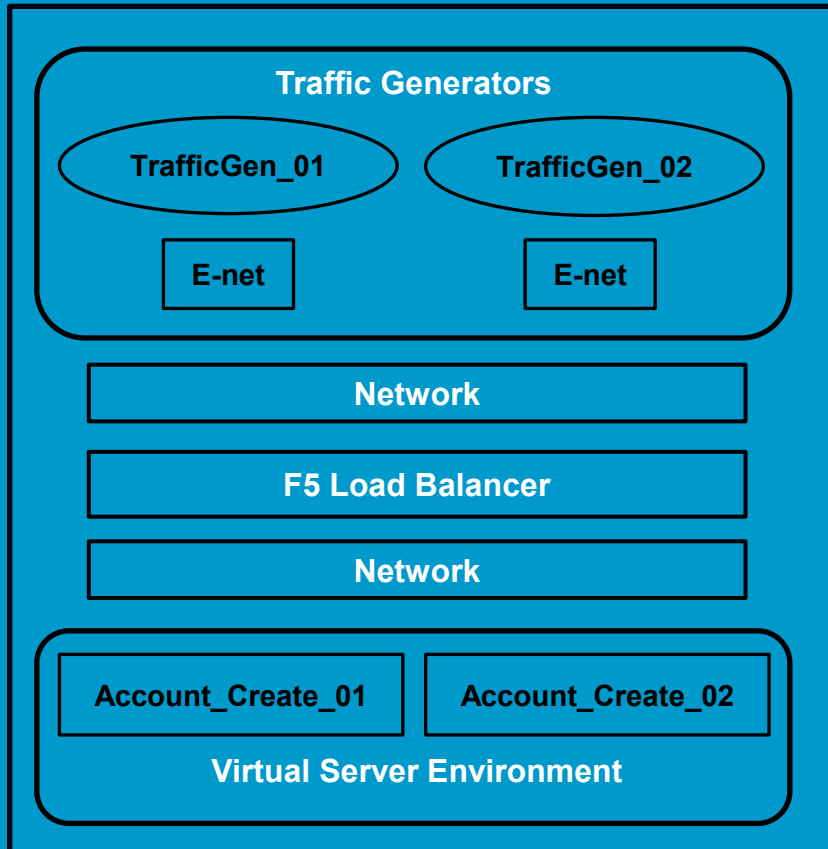 Traffic Generators
TrafficGen_01
TrafficGen_02
E-net
E-net
Network
F5 Load Balancer
Network
Account_Create_01
Account_Create_02
Virtual Server Environment